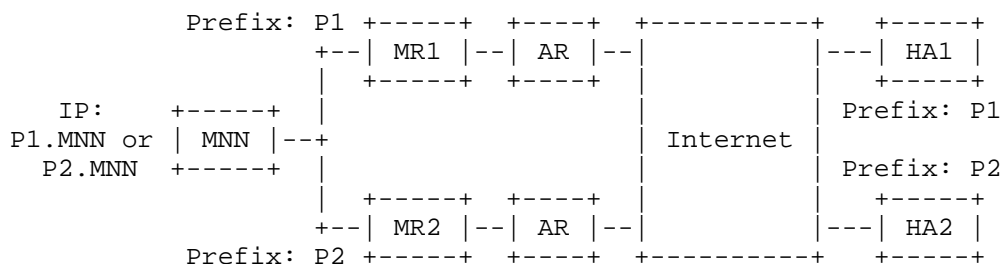 Prefix: P1 +-----+  +----+  +----------+    +-----+
        +--| MR1 |--| AR |--|          |---| HA1 |
        |  +-----+  +----+  |          |   +-----+
IP:     +-----+  |                    |          | Prefix: P1
P1.MNN or | MNN |--+                    | Internet |
P2.MNN  +-----+  |                    |          | Prefix: P2
        |  +-----+  +----+  |          |   +-----+
        +--| MR2 |--| AR |--|          |---| HA2 |
Prefix: P2 +-----+  +----+  +----------+    +-----+